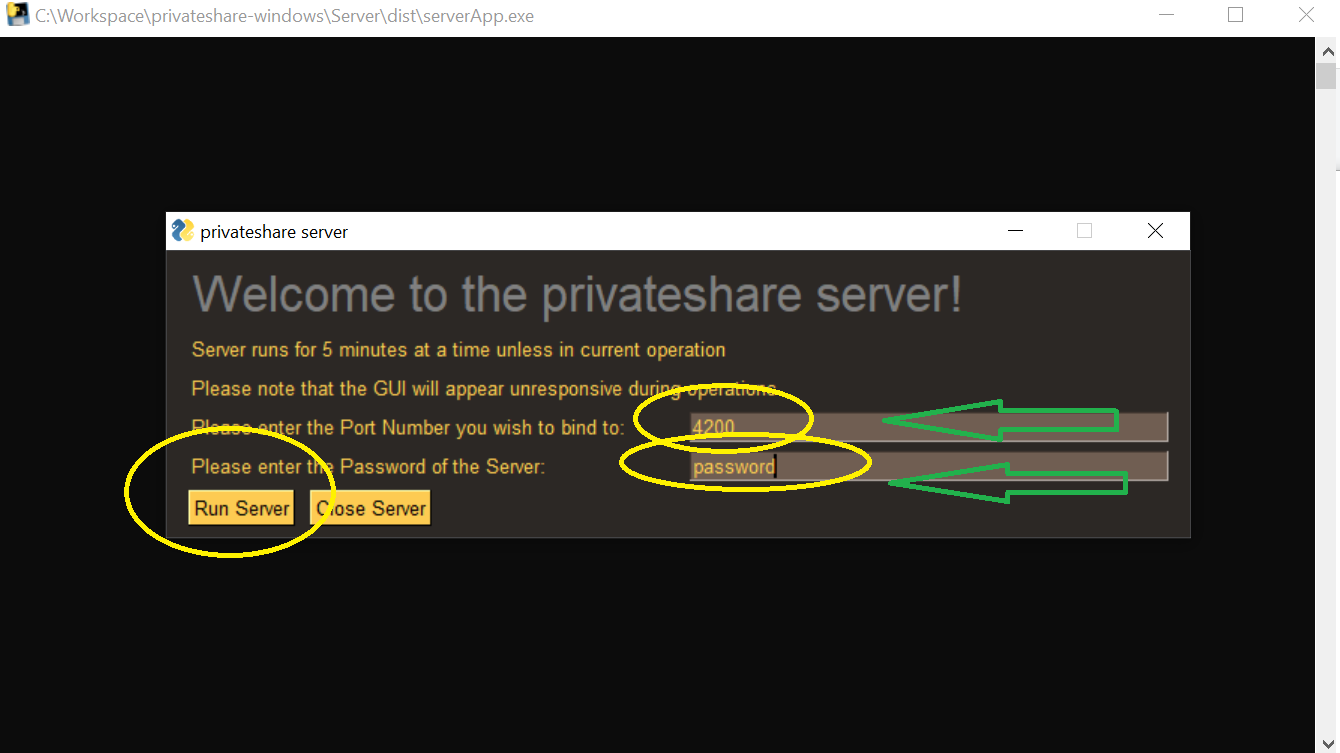 C:\Workspace\privateshare-windows\Server\dist\serverApp.exe
privateshare server
Welcome to the privateshare server!
Server runs for 5 minutes at a time unless in current operation
Please note that the GUI will appear unresponsive during operations
Please enter the Port Number you wish to bind to: 4200
Please enter the Password of the Server: password
Run Server Close Server